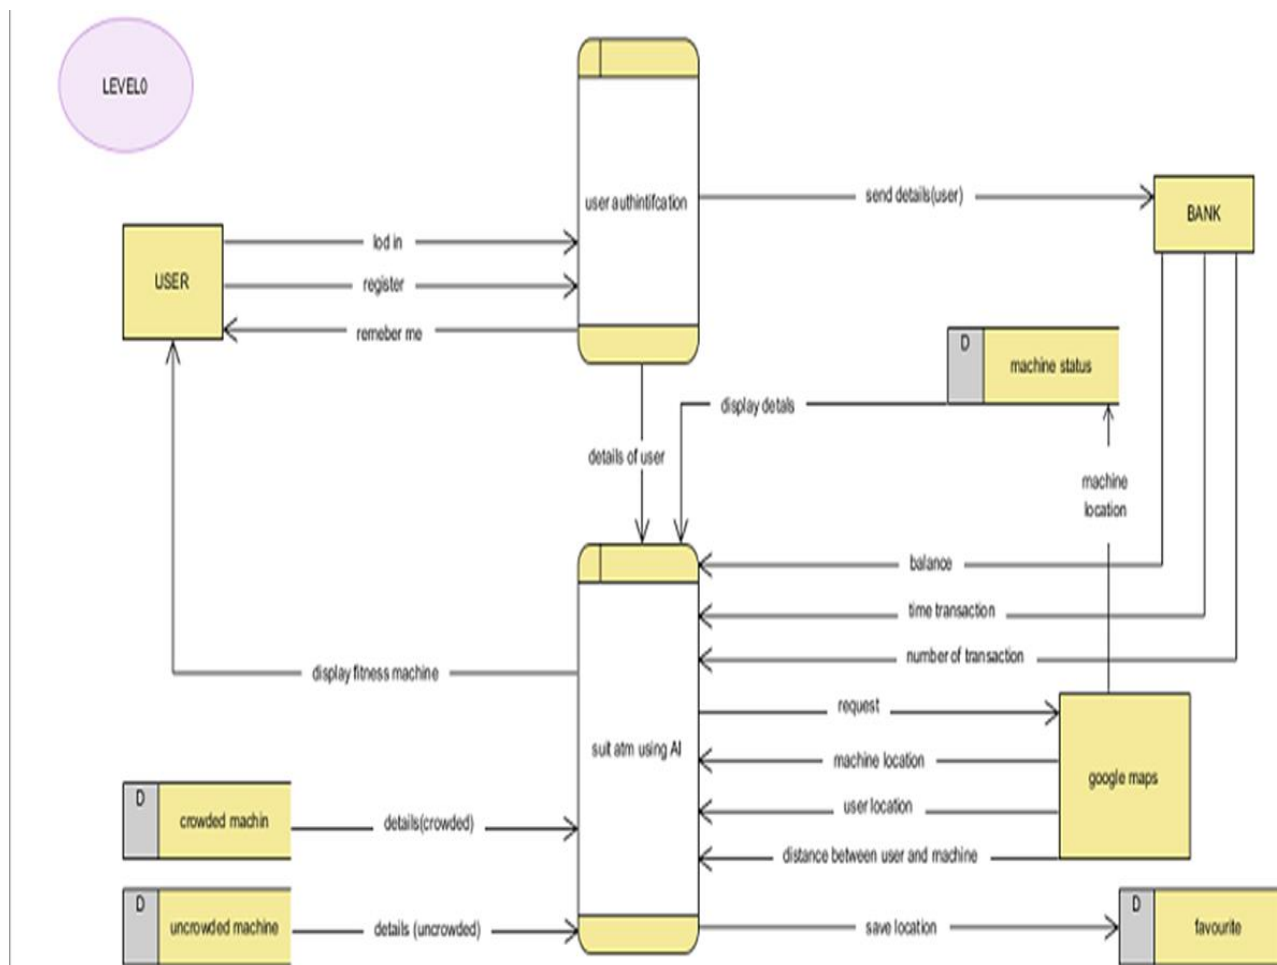 LEVEL0
user authintifcation
send details(user)
BANK
lod in
USER
register
remeber me
D
machine status
display detals
details of user
machine
location
balance
time transaction
number of transaction
display fitness machine
request
suit atm using AI
machine location
google maps
D
crowded machin
details(crowded)
user location
distance between user and machine
D
uncrowded machine
details (uncrowded)
save location
D
favourite